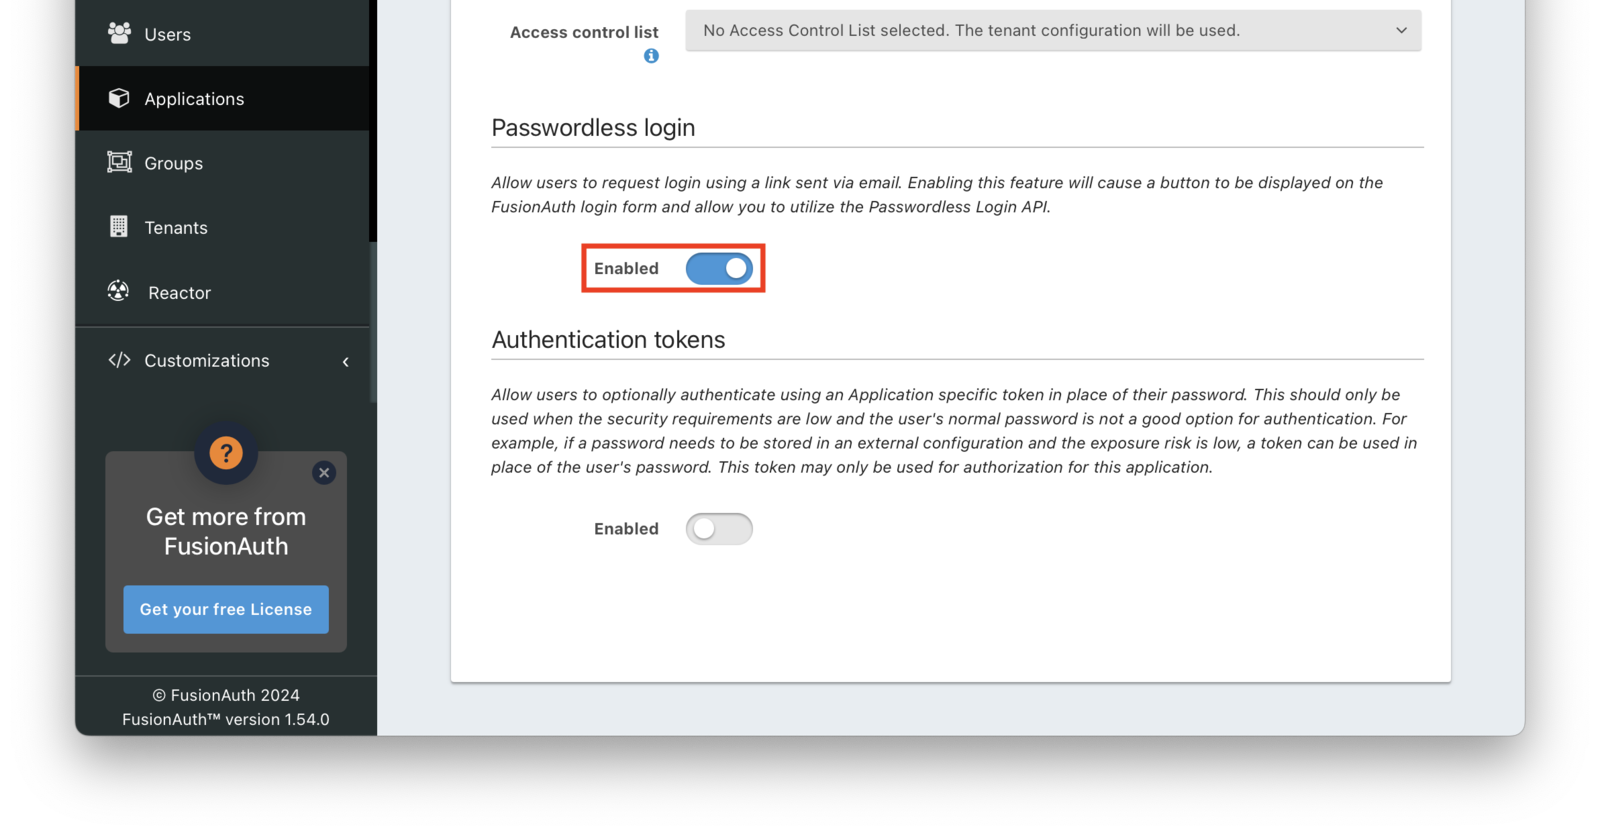 Users
Applications
Groups
Tenants
Reactor
Customizations
?
Get more from
FusionAuth
Get your free License
© FusionAuth 2024
FusionAuth™ version 1.54.0
Access control list
No Access Control List selected. The tenant configuration will be used.
Passwordless login
Allow users to request login using a link sent via email. Enabling this feature will cause a button to be displayed on the
FusionAuth login form and allow you to utilize the Passwordless Login API.
Enabled
Authentication tokens
Allow users to optionally authenticate using an Application specific token in place of their password. This should only be
used when the security requirements are low and the user's normal password is not a good option for authentication. For
example, if a password needs to be stored in an external configuration and the exposure risk is low, a token can be used in
place of the user's password. This token may only be used for authorization for this application.
Enabled